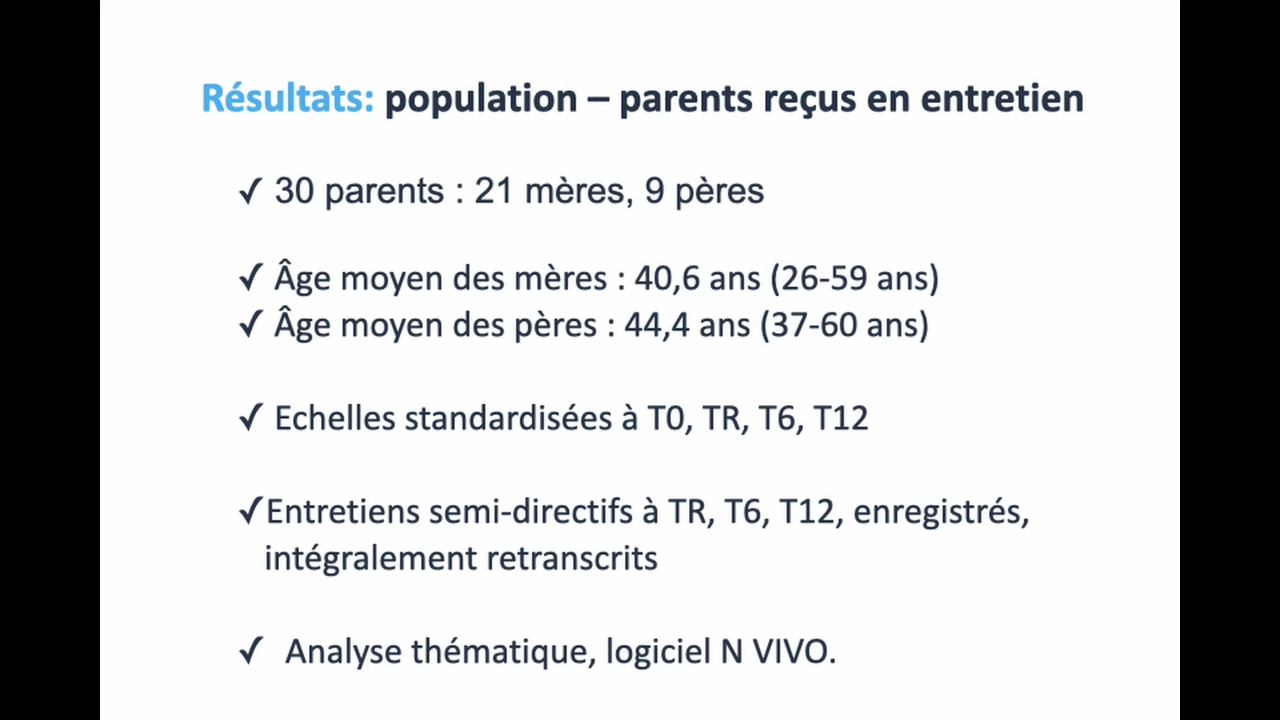 Résultats: population – parents reçus en entretien
✓ 30 parents : 21 mères, 9 pères
✓ Âge moyen des mères : 40,6 ans (26-59 ans)
✓ Âge moyen des pères : 44,4 ans (37-60 ans)
✓ Echelles standardisées à T0, TR, T6, T12
✓Entretiens semi-directifs à TR, T6, T12, enregistrés,
intégralement retranscrits
✓ Analyse thématique, logiciel N VIVO.